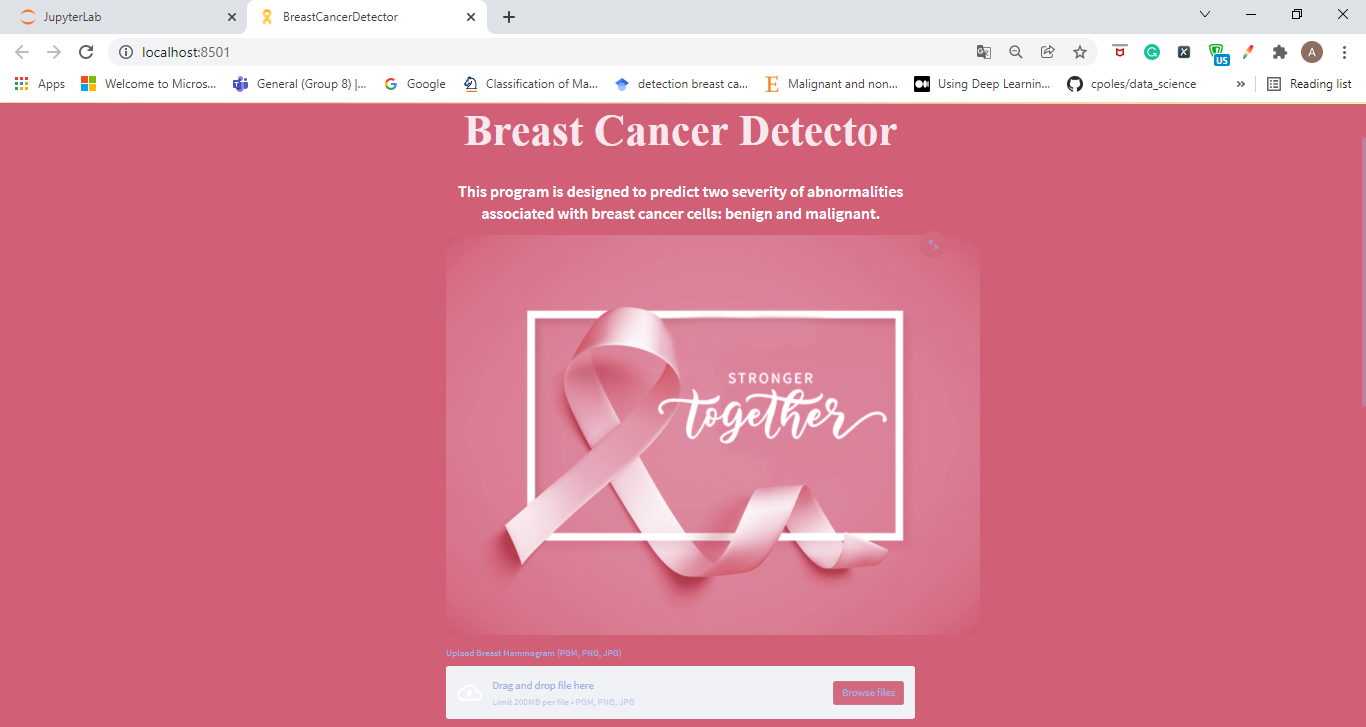 JupyterLab
BreastCancerDetector
localhost:8501
US
A
Apps
Welcome to Micros...
General (Group 8) |...
Google
Classification of Ma...
detection breast ca...
Malignant and non...
Using Deep Learnin...
cpoles/data_science
»
Reading list
Breast Cancer Detector
This program is designed to predict two severity of abnormalities
associated with breast cancer cells: benign and malignant.
STRONGER
together
Upload Breast Mammogram (PGM, PNG, JPG)
Drag and drop file here
Limit 200MB per file • PGM, PNG, JPG
Browse files